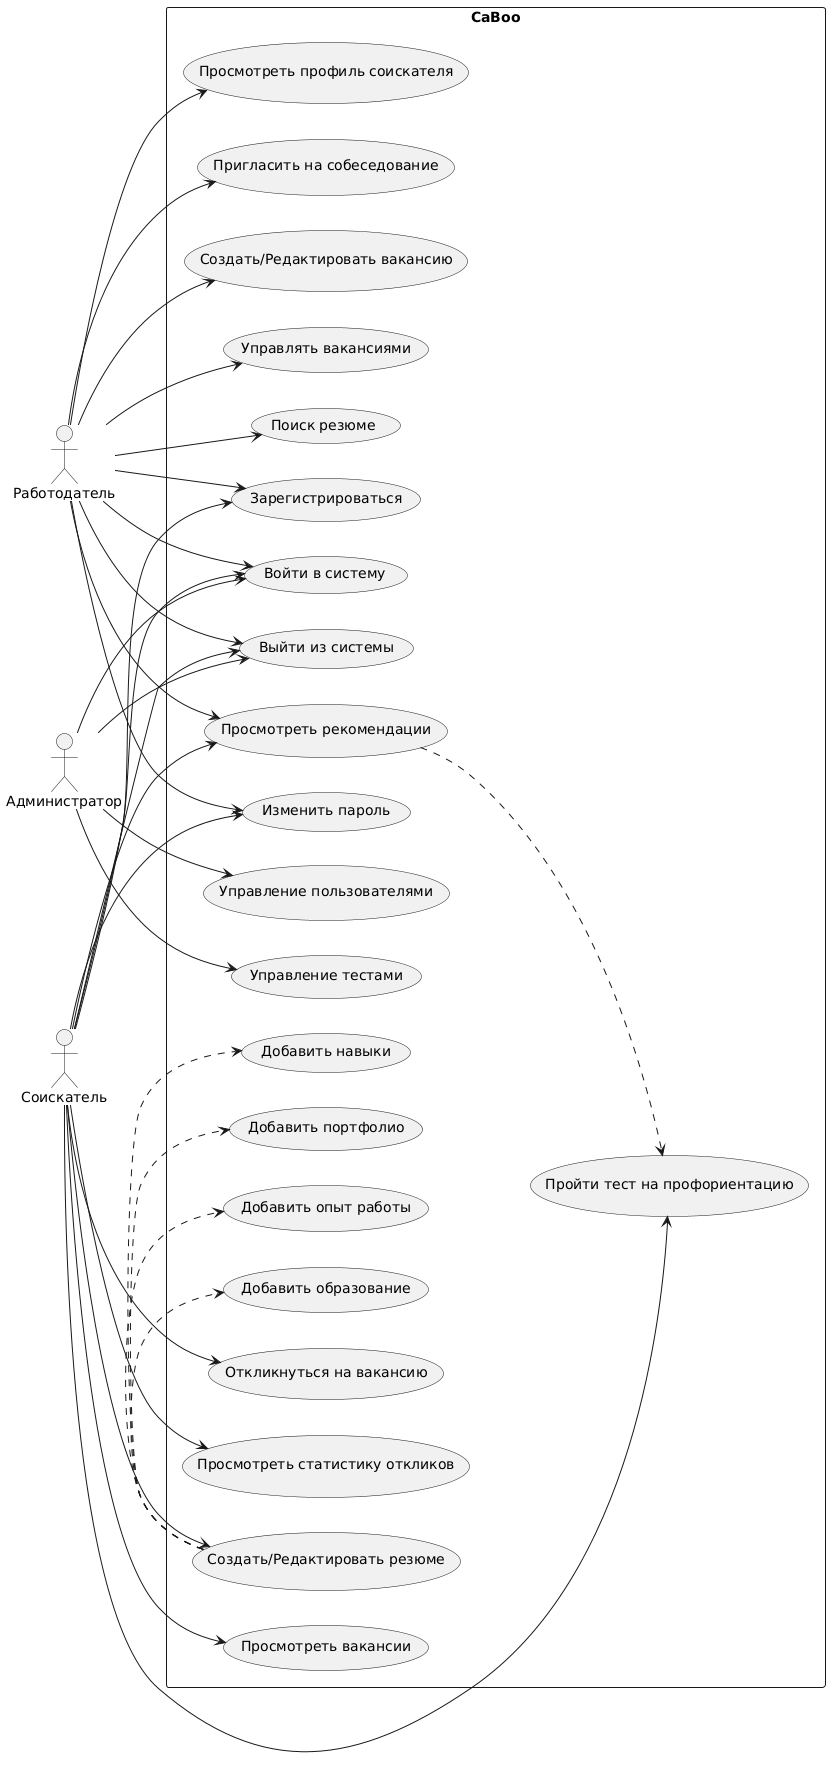 CaBoo
Просмотреть профиль соискателя
Пригласить на собеседование
Создать/Редактировать вакансию
Управлять вакансиями
Поиск резюме
Работодатель
Зарегистрироваться
Войти в систему
Выйти из системы
Просмотреть рекомендации
Администратор
Изменить пароль
Управление пользователями
Управление тестами
Добавить навыки
Соискатель
Добавить портфолио
Пройти тест на профориентацию
Добавить опыт работы
Добавить образование
Откликнуться на вакансию
Просмотреть статистику откликов
Создать/Редактировать резюме
Просмотреть вакансии